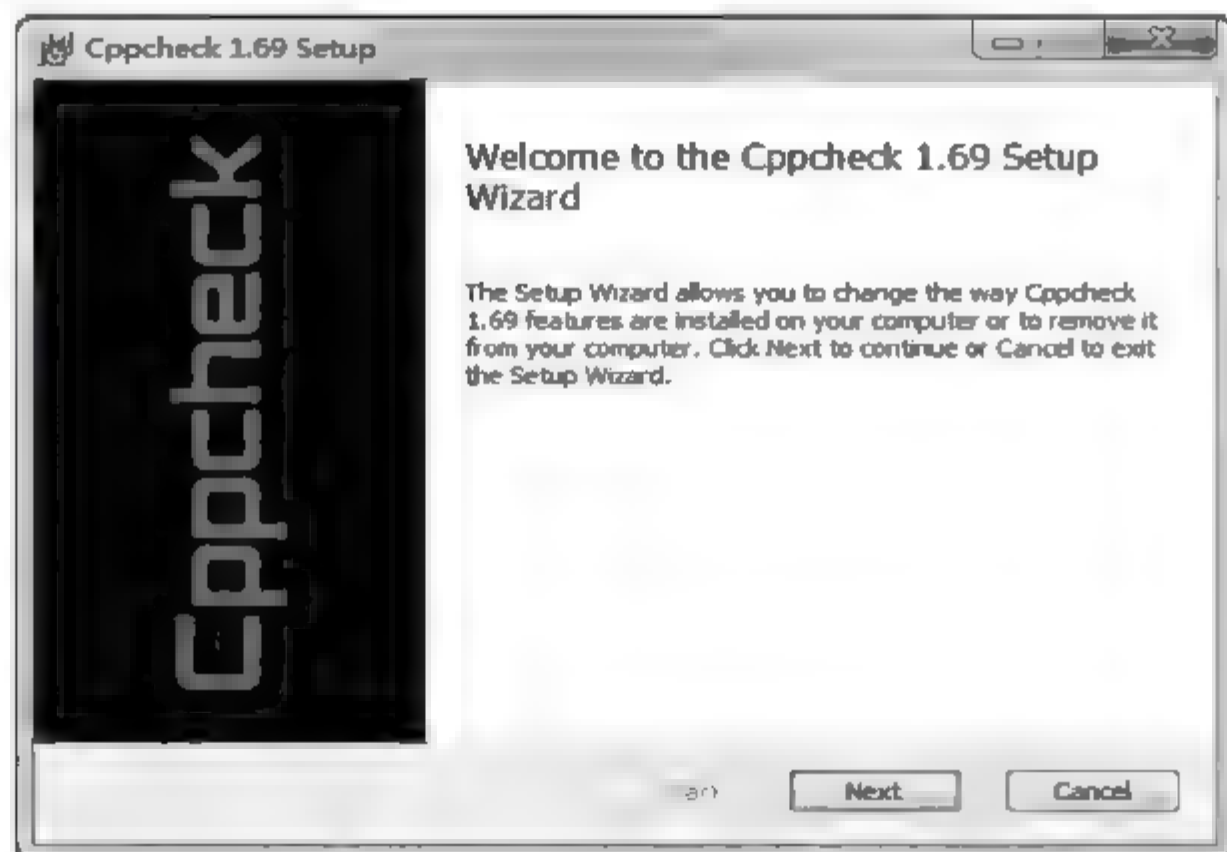 Cppcheck 1.69 Setup
Cppcheck
Welcome to the Cppcheck 1.69 Setup
Wizard
The Setup Wizard allows you to change the way Cppcheck
1.69 features are installed on your computer or to remove it
from your computer. Click Next to continue or Cancel to exit
the Setup Wizard.
Next
Cancel